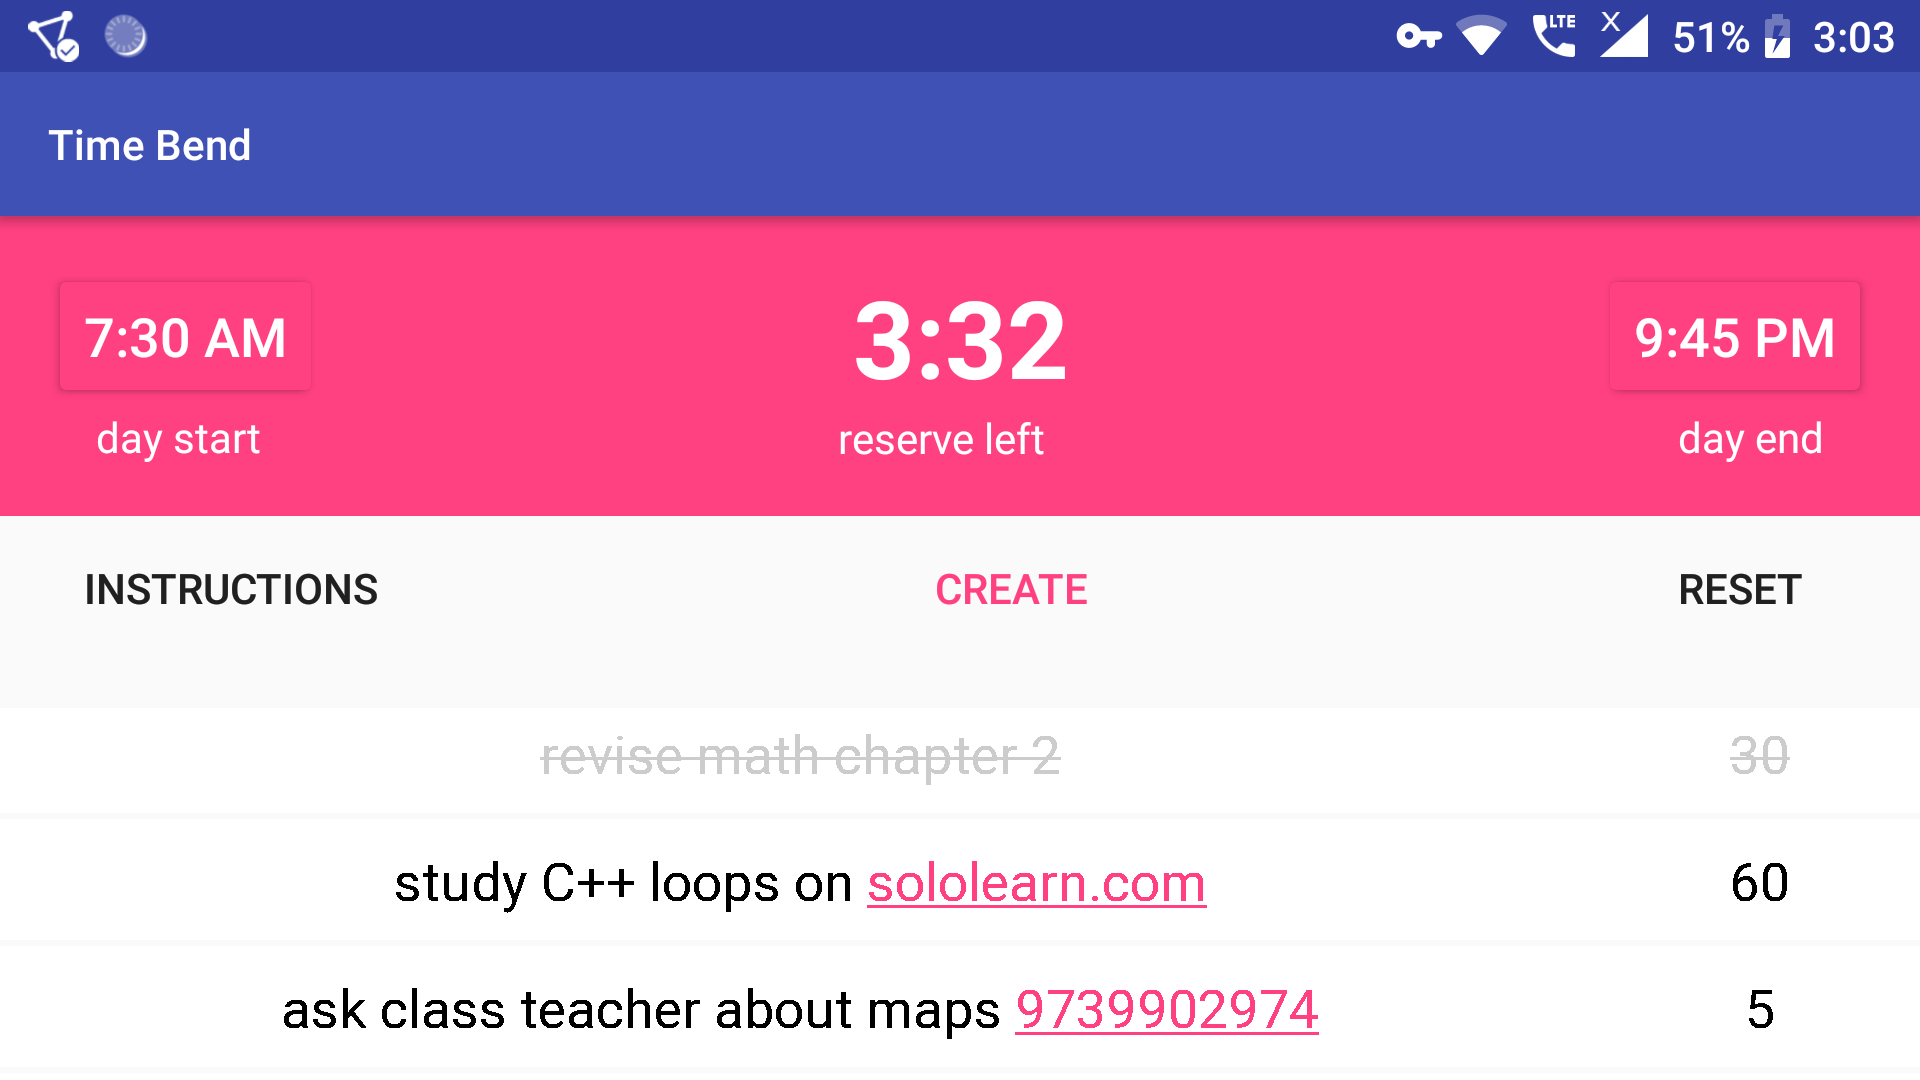 LTE X 51% 3:03
Time Bend
7:30 AM 3:32 9:45 PM
day start reserve left day end
INSTRUCTIONS CREATE RESET
revise math chapter 2 30
study C++ loops on sololearn.com 60
ask class teacher about maps 9739902974 5